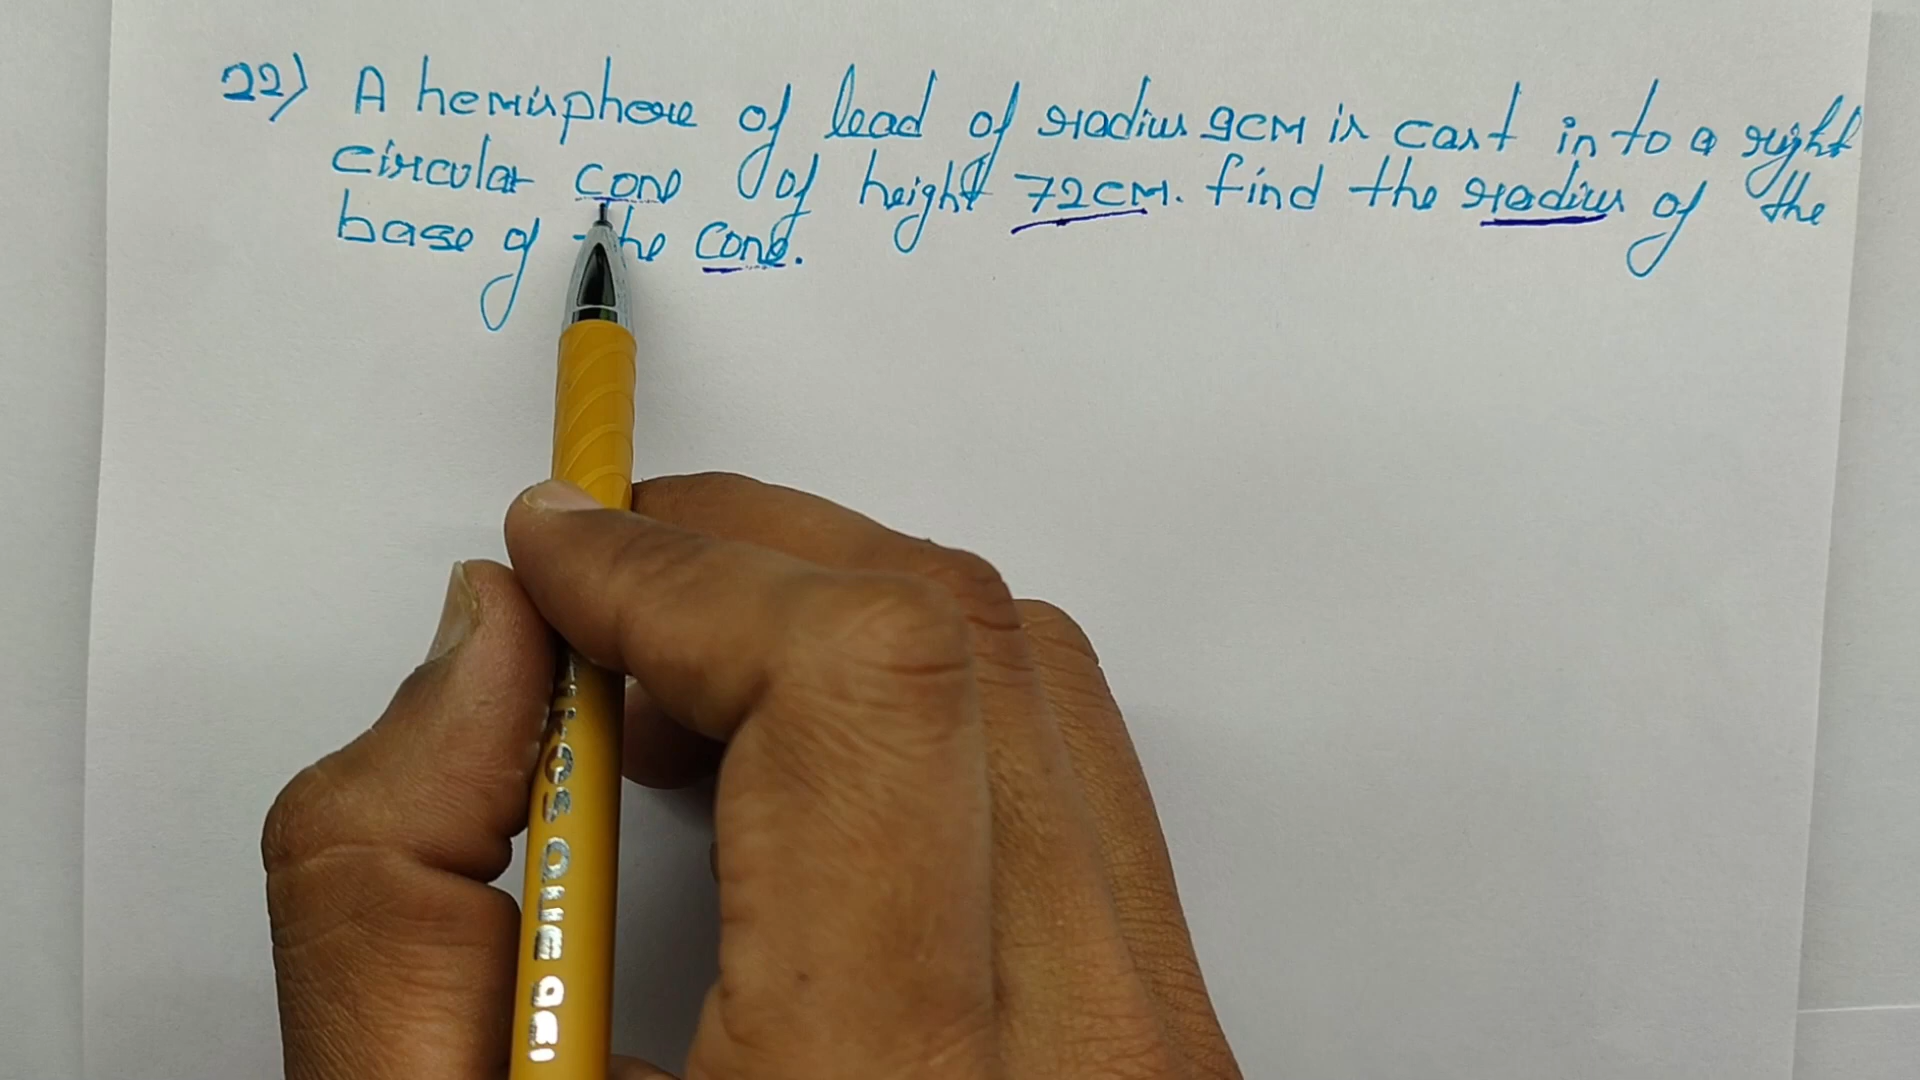 22) A hemisphere of lead of radius 9cm is cast in to a right
circular cone of height 72cm. find the radius of the
base of the cone.